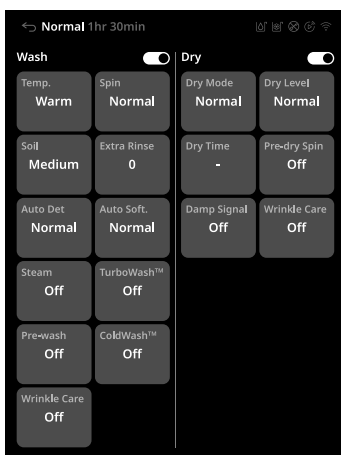 Normal 1hr 30min
Wash
Temp.
Warm
Spin
Normal
Soil
Medium
Extra Rinse
0
Auto Det
Normal
Auto Soft.
Normal
Steam
Off
TurboWash™
Off
Pre-wash
Off
ColdWash™
Off
Wrinkle Care
Off
Dry
Dry Mode
Normal
Dry Level
Normal
Dry Time
-
Pre-dry Spin
Off
Damp Signal
Off
Wrinkle Care
Off